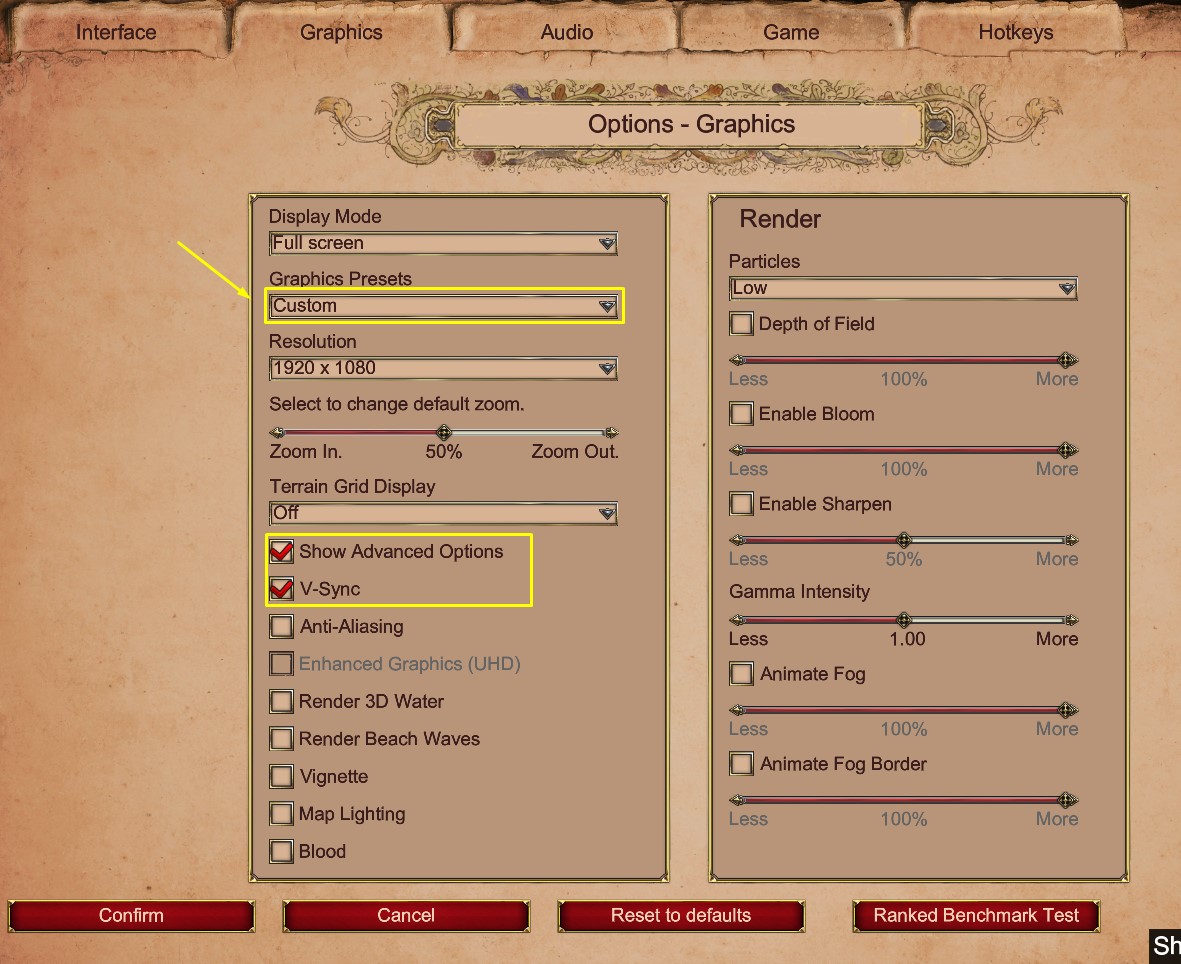 Interface
Graphics
Audio
Game
Hotkeys
Options - Graphics
Display Mode
Full screen
Graphics Presets
Custom
Resolution
1920 x 1080
Select to change default zoom.
Zoom In. 50% Zoom Out.
Terrain Grid Display
Off
Show Advanced Options
V-Sync
Anti-Aliasing
Enhanced Graphics (UHD)
Render 3D Water
Render Beach Waves
Vignette
Map Lighting
Blood
Render
Particles
Low
Depth of Field
Less 100% More
Enable Bloom
Less 100% More
Enable Sharpen
Less 50% More
Gamma Intensity
Less 1.00 More
Animate Fog
Less 100% More
Animate Fog Border
Less 100% More
Confirm
Cancel
Reset to defaults
Ranked Benchmark Test
Sh